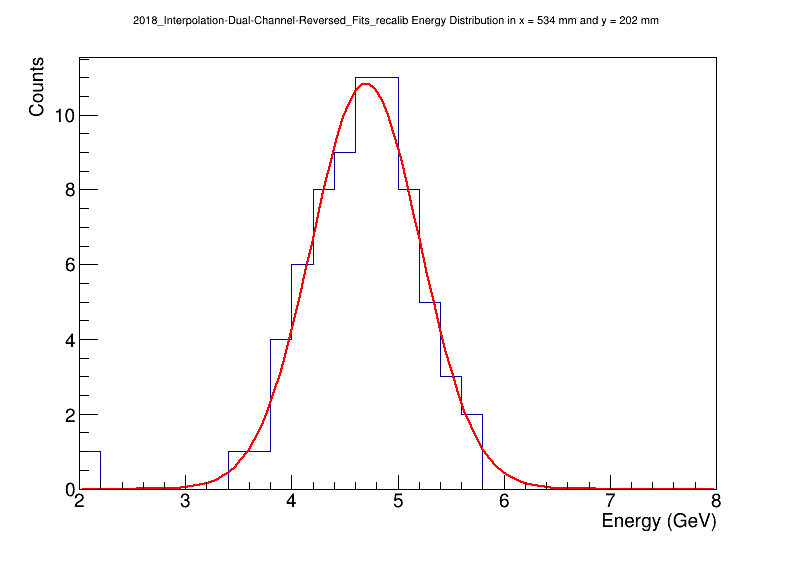 2018_Interpolation-Dual-Channel-Reversed_Fits_recalib Energy Distribution in x = 534 mm and y = 202 mm
Counts
10
8
6
4
2
0
2 3 4 5 6 7 8
Energy (GeV)